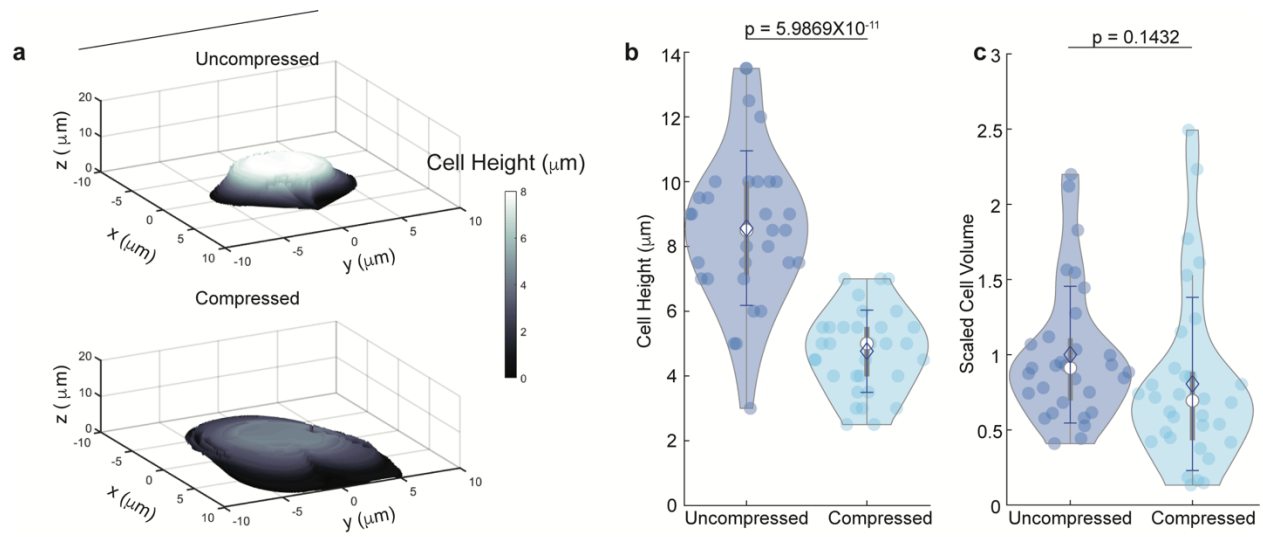 a
Uncompressed
z ( μm)
20
10
0
-10
-5
0
5
10
x (μm)
-10
-5
0
5
10
y (μm)
Cell Height (μm)
8
6
4
2
0
Compressed
z ( μm)
20
10
0
-10
-5
0
5
10
x (μm)
-10
-5
0
5
10
y (μm)
b
p = 5.9869X10⁻¹¹
Cell Height (μm)
14
12
10
8
6
4
2
0
Uncompressed
Compressed
c
p = 0.1432
Scaled Cell Volume
3
2.5
2
1.5
1
0.5
0
Uncompressed
Compressed